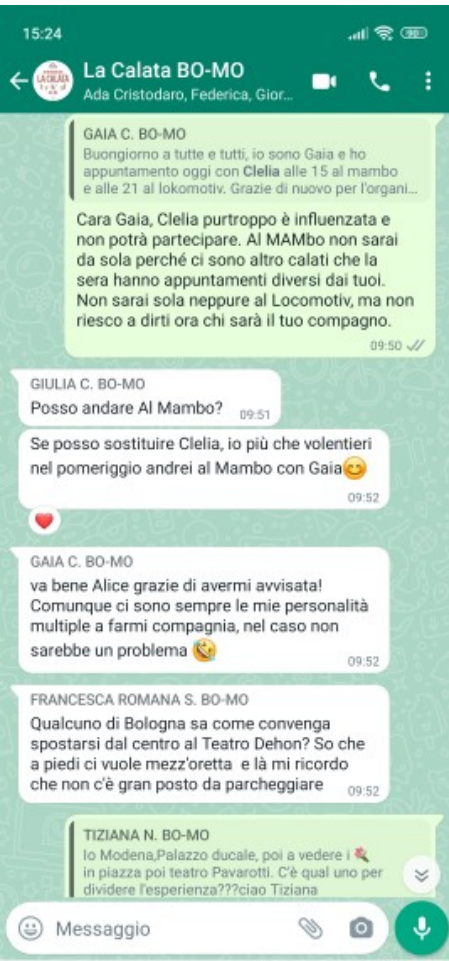 15:24
90
La Calata BO-MO
Ada Cristodaro, Federica, Gior...
GAIA C. BO-MO
Buongiorno a tutte e tutti, io sono Gaia e ho
appuntamento oggi con Clelia alle 15 al mambo
e alle 21 al lokomotiv. Grazie di nuovo per l'organi...
Cara Gaia, Clelia purtroppo è influenzata e
non potrà partecipare. Al MAMbo non sarai
da sola perché ci sono altro calati che la
sera hanno appuntamenti diversi dai tuoi.
Non sarai sola neppure al Locomotiv, ma non
riesco a dirti ora chi sarà il tuo compagno.
09:50
GIULIA C. BO-MO
Posso andare Al Mambo?
09:51
Se posso sostituire Clelia, io più che volentieri
nel pomeriggio andrei al Mambo con Gaia😊
09:52
GAIA C. BO-MO
va bene Alice grazie di avermi avvisata!
Comunque ci sono sempre le mie personalità
multiple a farmi compagnia, nel caso non
sarebbe un problema 🤣
09:52
FRANCESCA ROMANA S. BO-MO
Qualcuno di Bologna sa come convenga
spostarsi dal centro al Teatro Dehon? So che
a piedi ci vuole mezz'oretta e là mi ricordo
che non c'è gran posto da parcheggiare
09:52
TIZIANA N. BO-MO
Io Modena,Palazzo ducale, poi a vedere i 💐
in piazza poi teatro Pavarotti. C'è qual uno per
dividere l'esperienza???ciao Tiziana
Messaggio